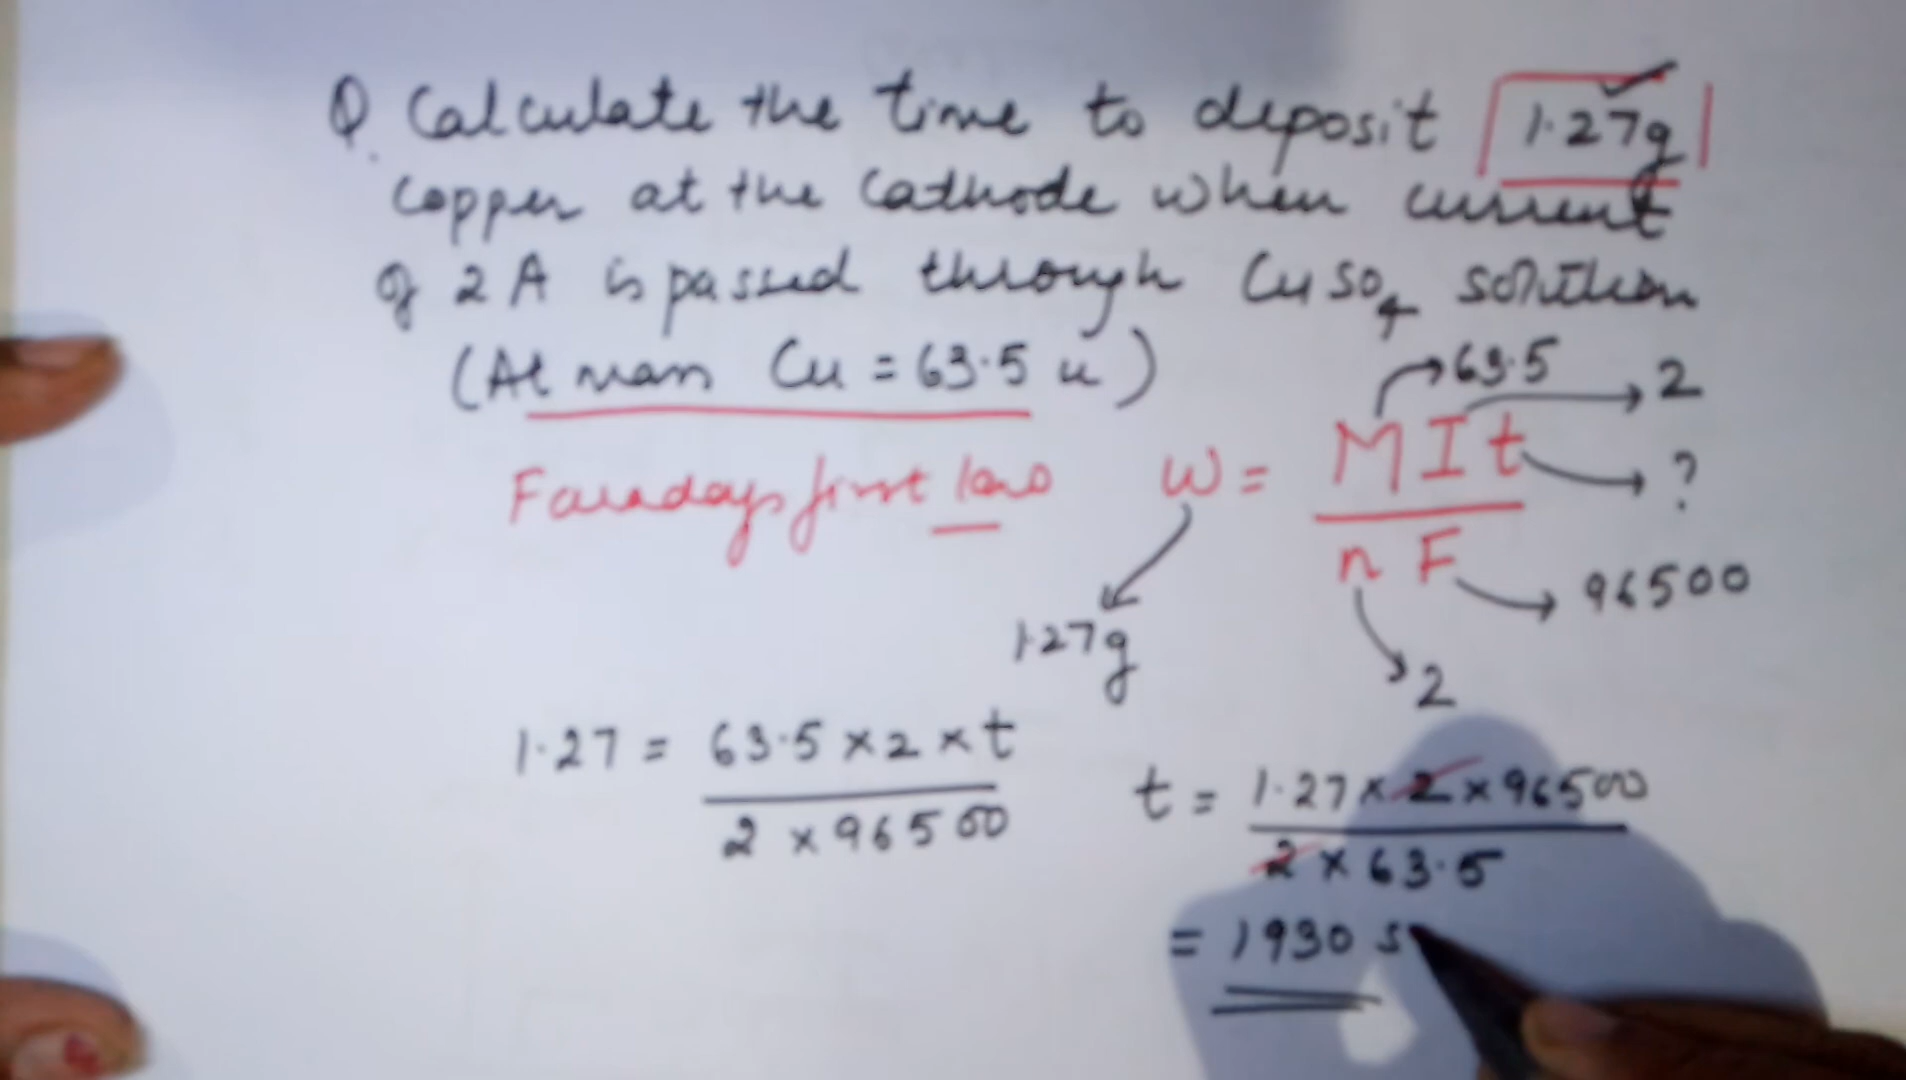 Q. Calculate the time to deposit 1.27g
copper at the cathode when current
of 2 A is passed through CuSO4 solution
(At mass Cu = 63.5 u)
63.5
2
Faradays first law w = MIt / nF
?
96500
1.27g
2
1.27 = 63.5 × 2 × t / 2 × 96500
t = 1.27 × 2 × 96500 / 2 × 63.5
= 1930 s